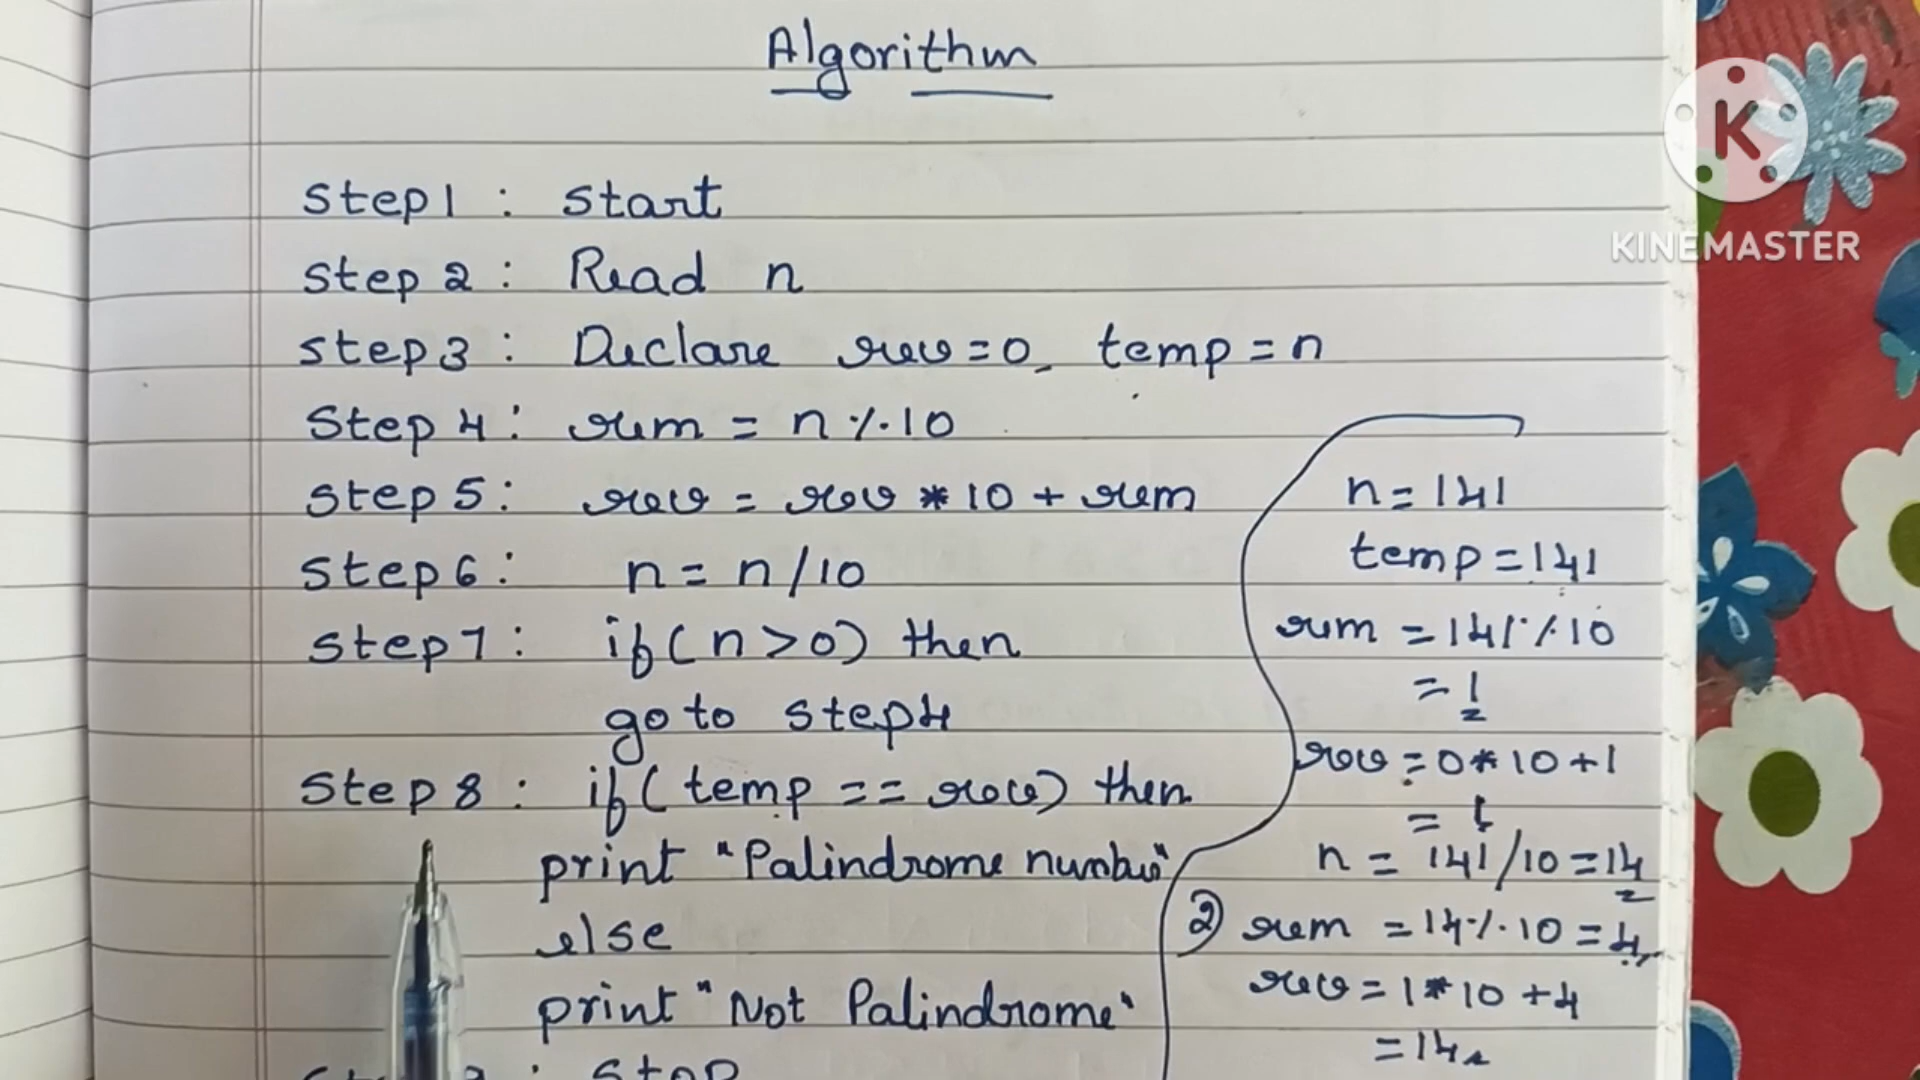 Algorithm
Step1 : Start
Step 2 : Read n
Step3 : Declare rev=0, temp=n
Step 4 : rem = n%10
Step 5 : rev = rev * 10 + rem
Step6 : n = n/10
Step7 : if(n>0) then
go to step4
Step 8 : if( temp == rev) then
print "Palindrome number"
else
print "Not Palindrome"
: Stop
n=141
temp=141
rem = 141%10
= 1
rev = 0*10+1
= 1
n = 141/10=14
2) rem = 14%10=4
rev = 1*10+4
=14
K
KINEMASTER